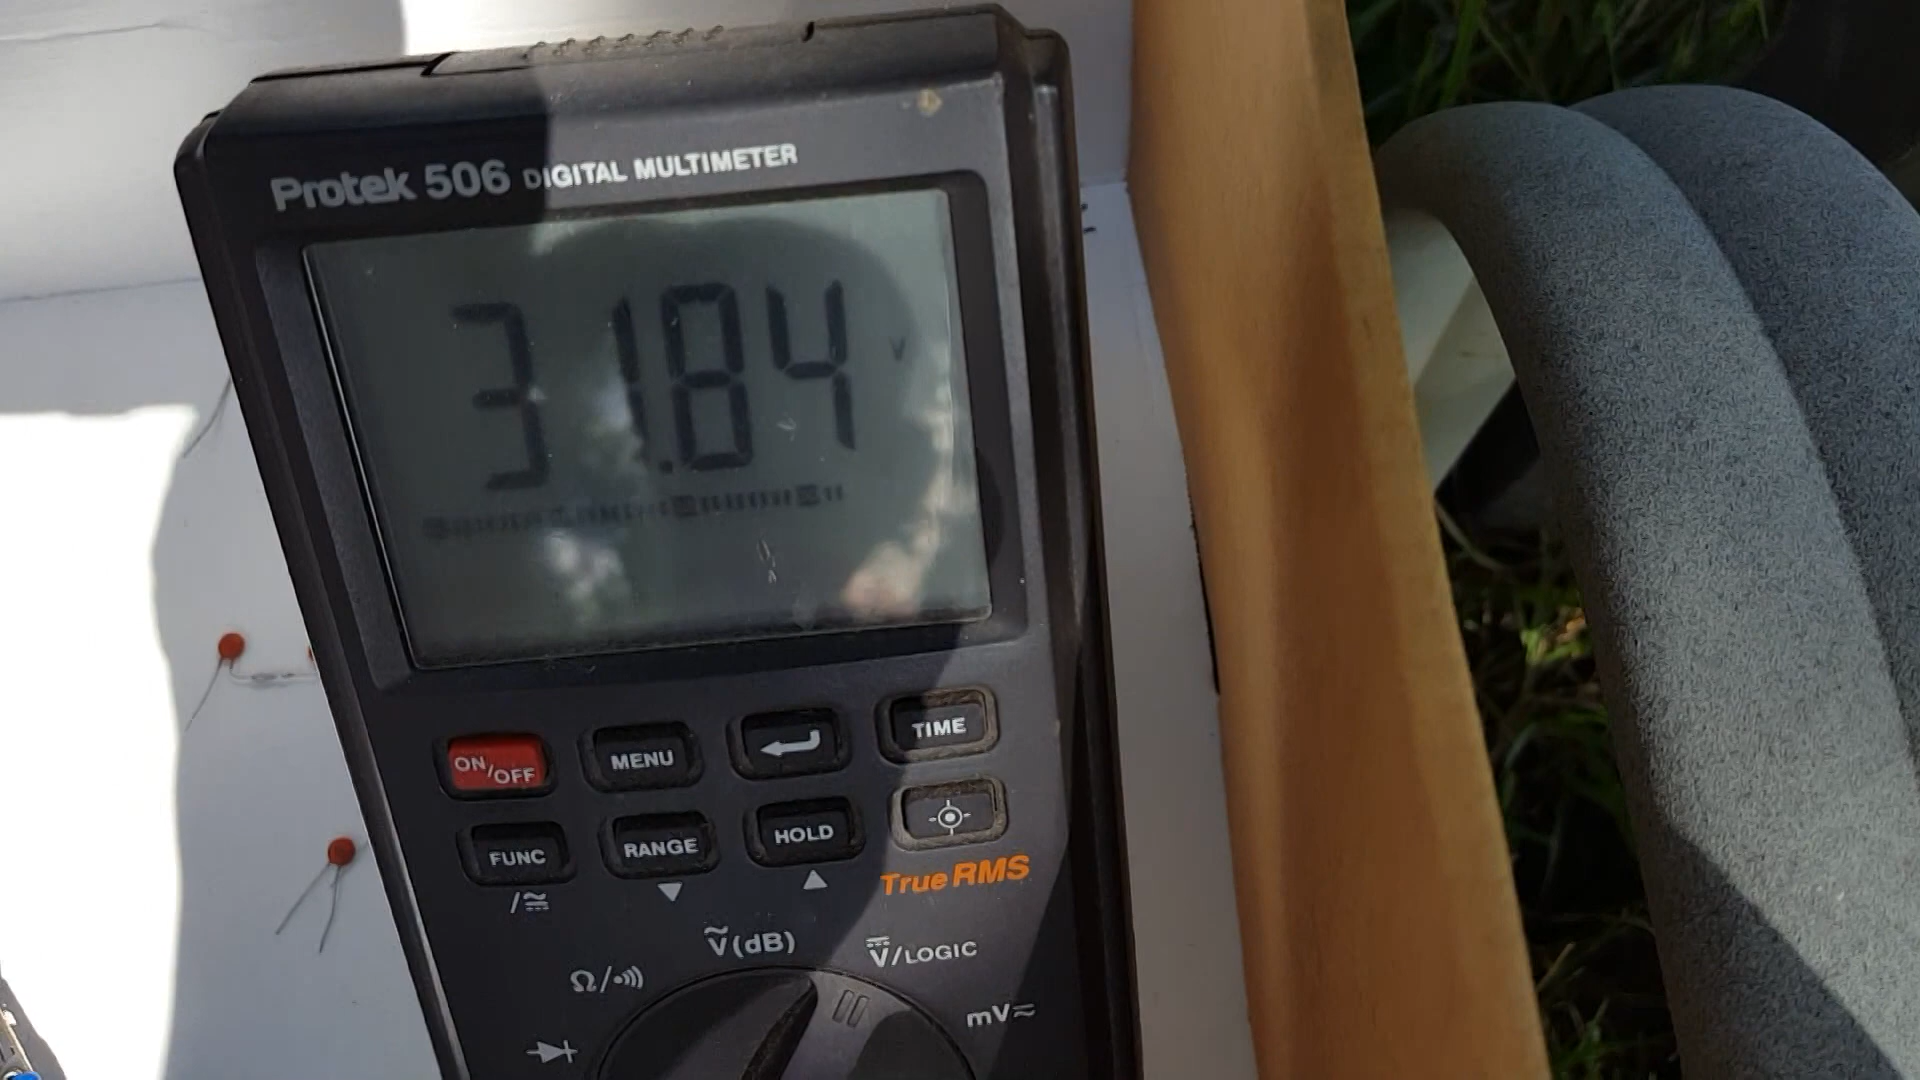 Protek 506 DIGITAL MULTIMETER
31.84 V
ON/OFF MENU TIME
FUNC RANGE HOLD
True RMS
V(dB) V/LOGIC
Ω/
mV